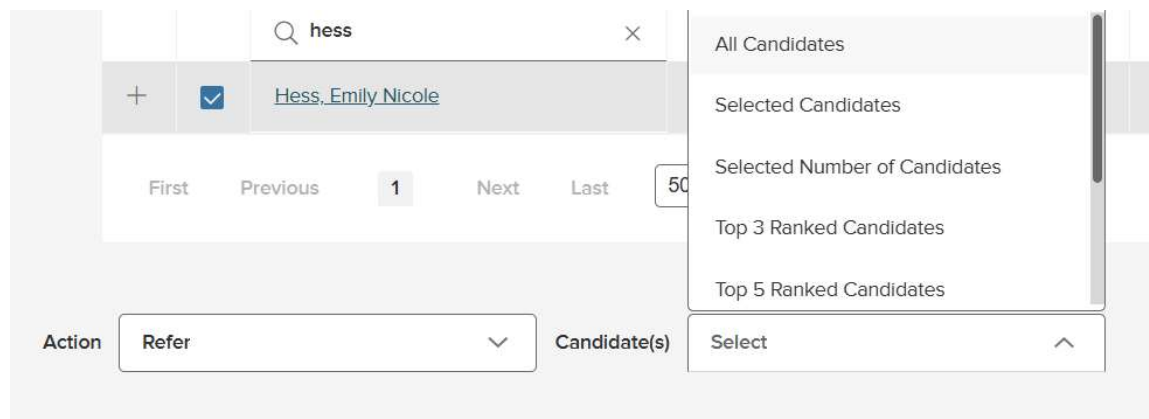 hess
All Candidates
Hess, Emily Nicole
Selected Candidates
Selected Number of Candidates
First Previous 1 Next Last 50
Top 3 Ranked Candidates
Top 5 Ranked Candidates
Action Refer Candidate(s) Select